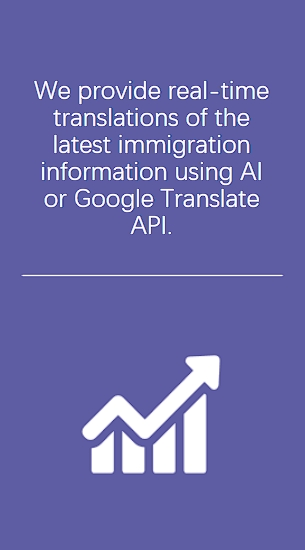 We provide real-time
translations of the
latest immigration
information using AI
or Google Translate
API.